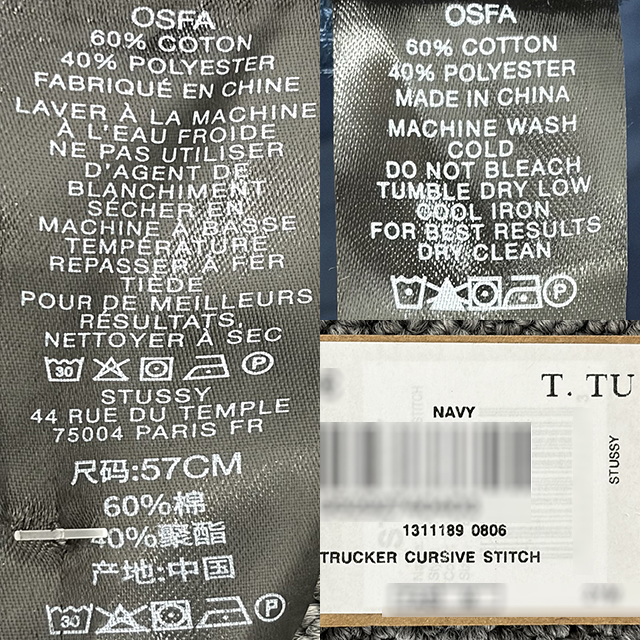 OSFA
60% COTON
40% POLYESTER
FABRIQUÉ EN CHINE
LAVER À LA MACHINE
À L'EAU FROIDE
NE PAS UTILISER
D'AGENT DE
BLANCHIMENT
SÉCHER EN
MACHINE À BASSE
TEMPÉRATURE
REPASSER À FER
TIÈDE
POUR DE MEILLEURS
RÉSULTATS,
NETTOYER À SEC
30 P
STUSSY
44 RUE DU TEMPLE
75004 PARIS FR
尺码:57CM
60%棉
40%聚酯
产地:中国
30 P
OSFA
60% COTTON
40% POLYESTER
MADE IN CHINA
MACHINE WASH
COLD
DO NOT BLEACH
TUMBLE DRY LOW
COOL IRON
FOR BEST RESULTS
DRY CLEAN
P
T. TU
NAVY
STUSSY
1311189 0806
TRUCKER CURSIVE STITCH